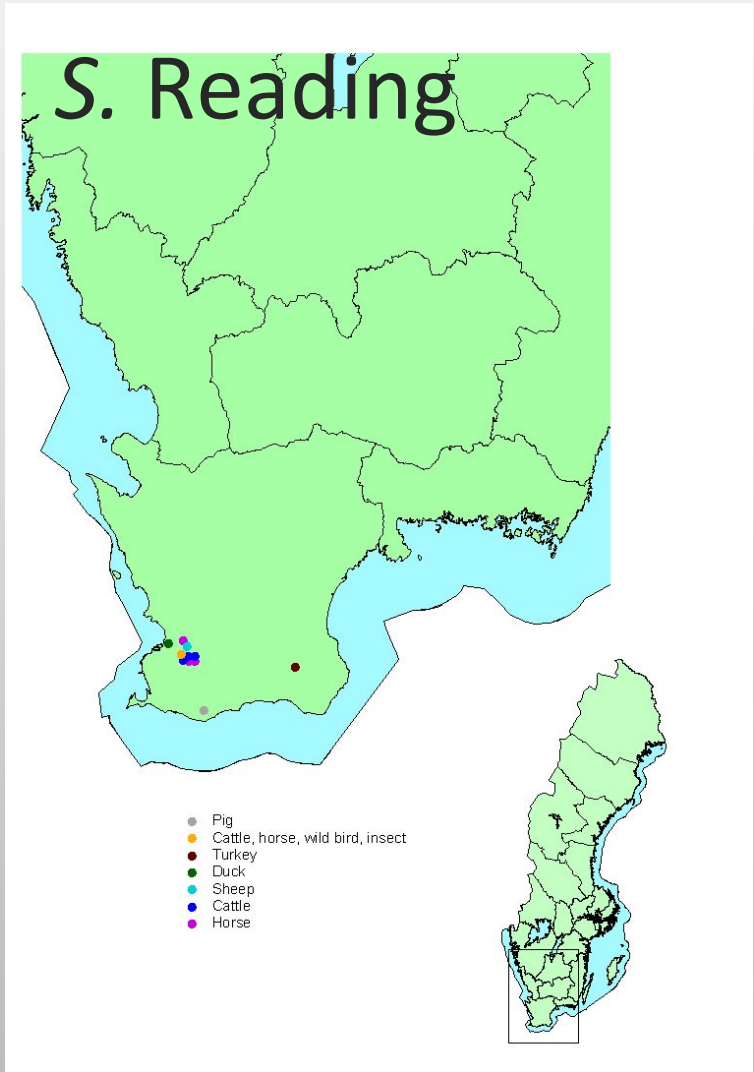 S. Reading
Pig
Cattle, horse, wild bird, insect
Turkey
Duck
Sheep
Cattle
Horse